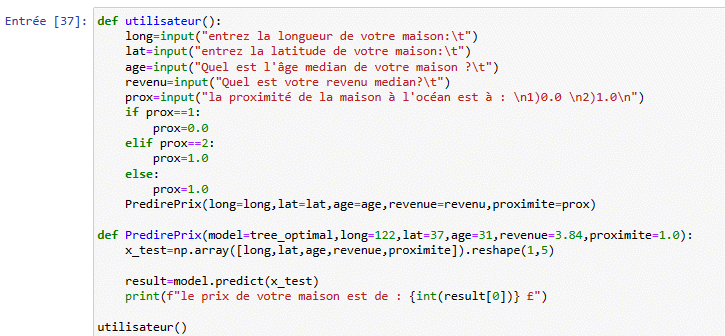 Entrée [37]: def utilisateur():
    long=input("entrez la longueur de votre maison:\t")
    lat=input("entrez la latitude de votre maison:\t")
    age=input("Quel est l'âge median de votre maison ?\t")
    revenu=input("Quel est votre revenu median?\t")
    prox=input("la proximité de la maison à l'océan est à : \n1)0.0 \n2)1.0\n")
    if prox==1:
        prox=0.0
    elif prox==2:
        prox=1.0
    else:
        prox=1.0
    PredirePrix(long=long,lat=lat,age=age,revenue=revenu,proximite=prox)

def PredirePrix(model=tree_optimal,long=122,lat=37,age=31,revenue=3.84,proximite=1.0):
    x_test=np.array([long,lat,age,revenue,proximite]).reshape(1,5)

    result=model.predict(x_test)
    print(f"le prix de votre maison est de : {int(result[0])} £")

utilisateur()